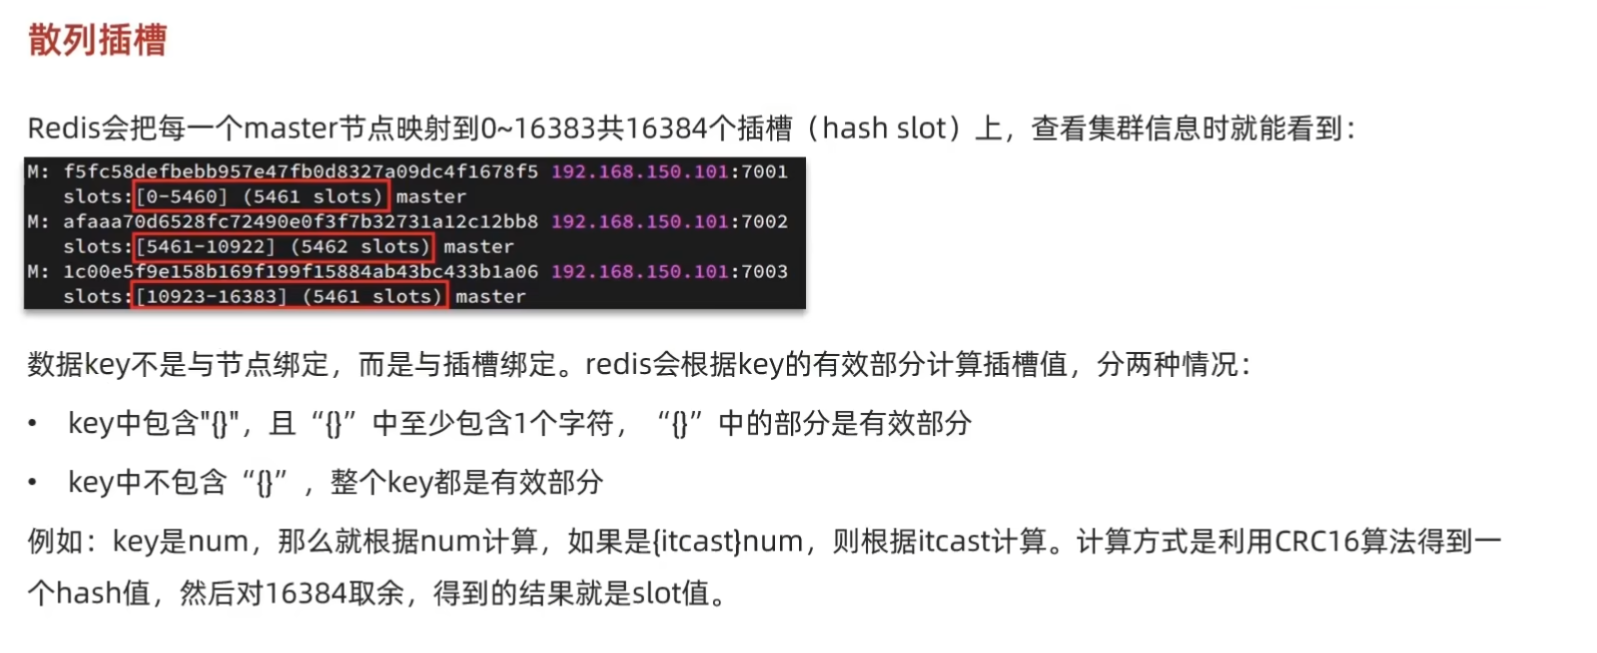 散列插槽
Redis会把每一个master节点映射到0~16383共16384个插槽（hash slot）上，查看集群信息时就能看到：
M: f5fc58defbebb957e47fb0d8327a09dc4f1678f5 192.168.150.101:7001
slots:[0-5460] (5461 slots) master
M: afaaa70d6528fc72490e0f3f7b32731a12c12bb8 192.168.150.101:7002
slots:[5461-10922] (5462 slots) master
M: 1c00e5f9e158b169f199f15884ab43bc433b1a06 192.168.150.101:7003
slots:[10923-16383] (5461 slots) master
数据key不是与节点绑定，而是与插槽绑定。redis会根据key的有效部分计算插槽值，分两种情况：
• key中包含"{}"，且“{}”中至少包含1个字符，“{}”中的部分是有效部分
• key中不包含“{}”，整个key都是有效部分
例如：key是num，那么就根据num计算，如果是{itcast}num，则根据itcast计算。计算方式是利用CRC16算法得到一
个hash值，然后对16384取余，得到的结果就是slot值。